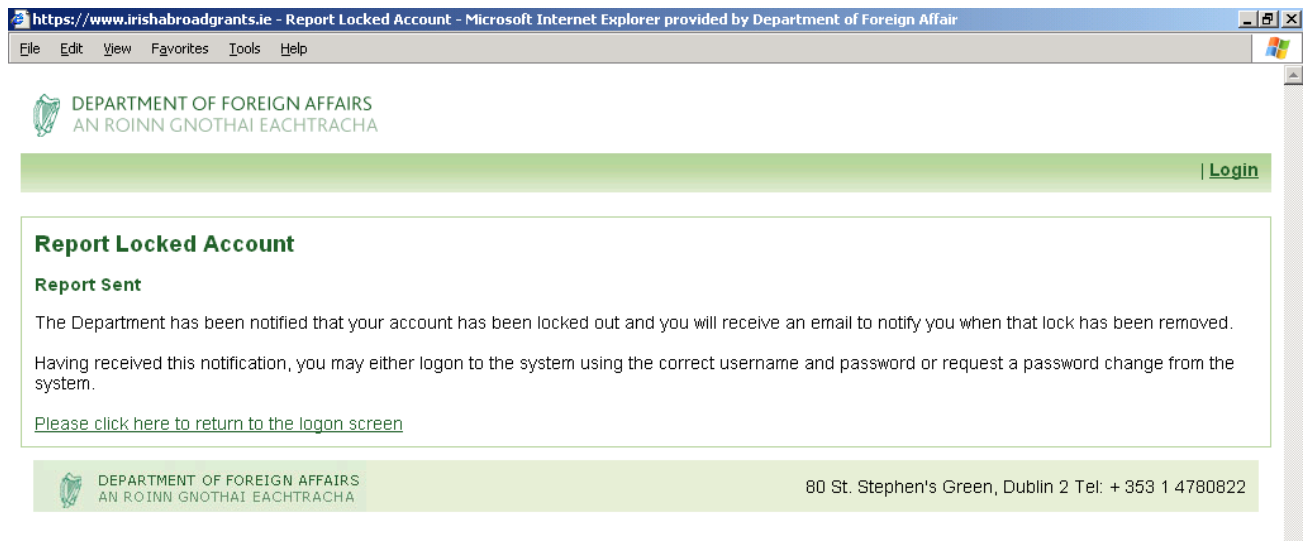 https://www.irishabroadgrants.ie - Report Locked Account - Microsoft Internet Explorer provided by Department of Foreign Affair
File Edit View Favorites Tools Help
DEPARTMENT OF FOREIGN AFFAIRS
AN ROINN GNOTHAI EACHTRACHA
| Login
Report Locked Account
Report Sent
The Department has been notified that your account has been locked out and you will receive an email to notify you when that lock has been removed.
Having received this notification, you may either logon to the system using the correct username and password or request a password change from the
system.
Please click here to return to the logon screen
DEPARTMENT OF FOREIGN AFFAIRS
AN ROINN GNOTHAI EACHTRACHA
80 St. Stephen's Green, Dublin 2 Tel: + 353 1 4780822